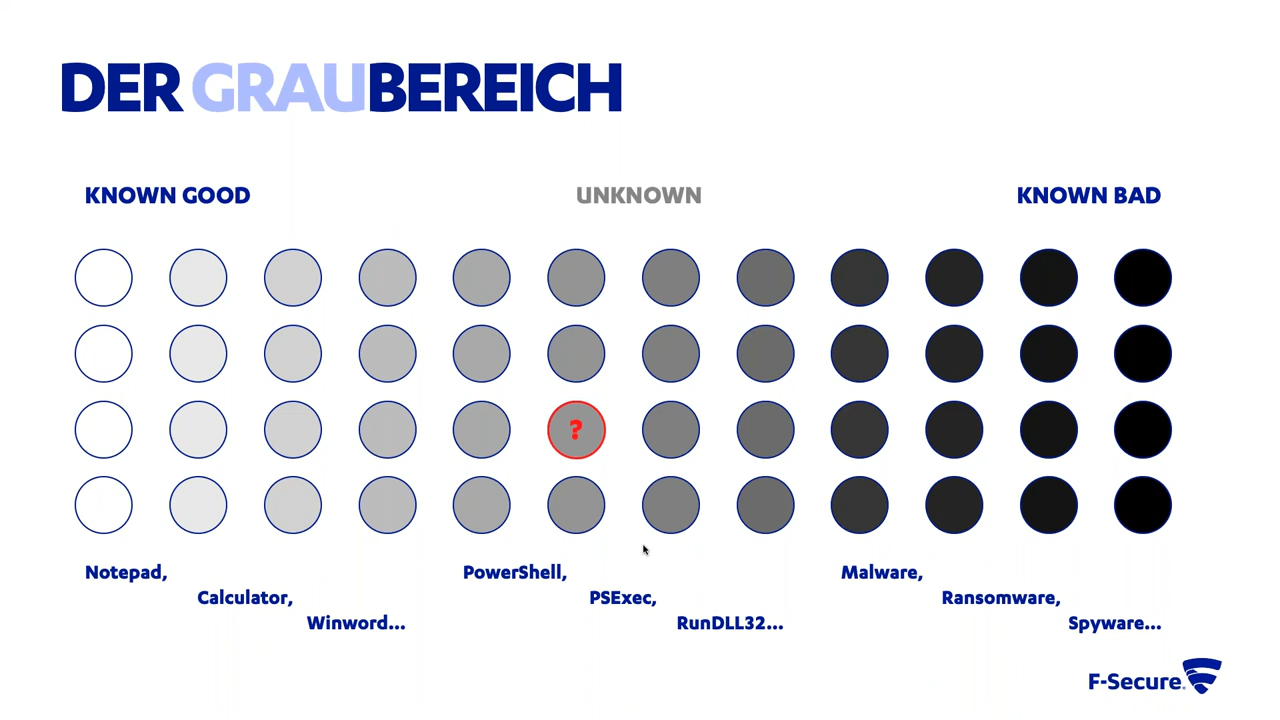 DER GRAUBEREICH
KNOWN GOOD
UNKNOWN
KNOWN BAD
?
Notepad,
Calculator,
Winword...
PowerShell,
PSExec,
RunDLL32...
Malware,
Ransomware,
Spyware...
F-Secure